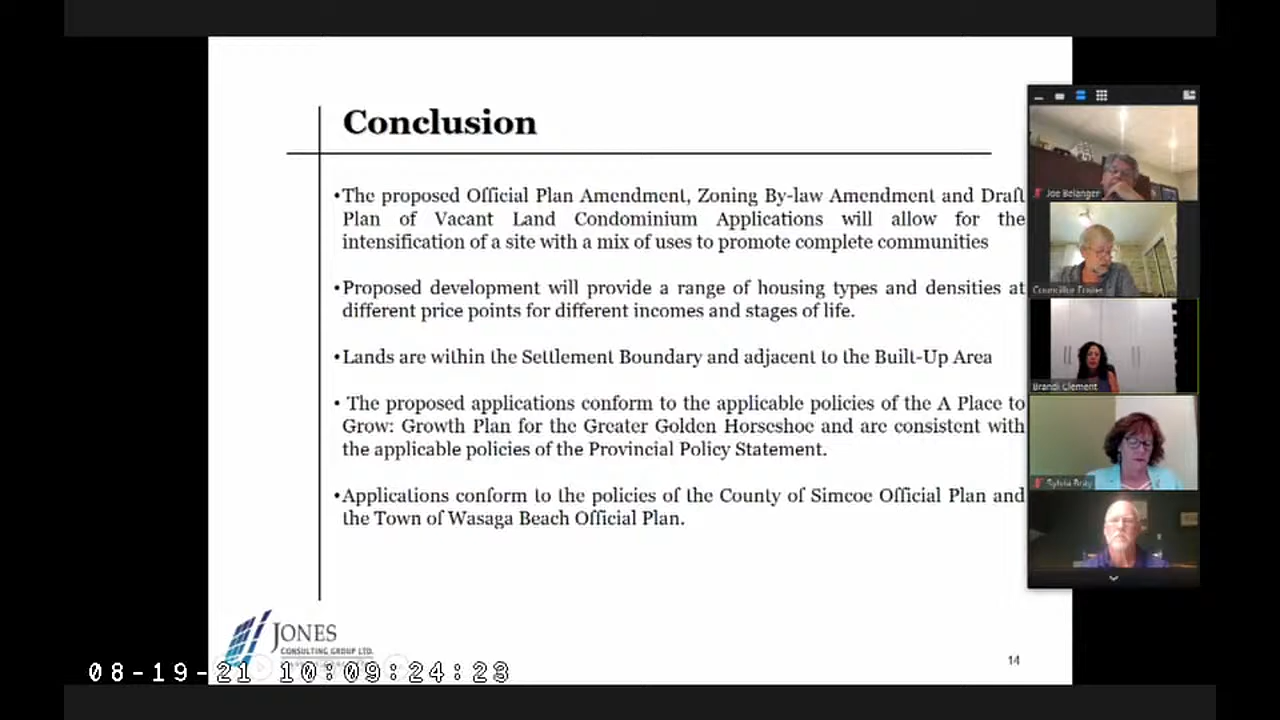 Conclusion
•The proposed Official Plan Amendment, Zoning By-law Amendment and Draft
Plan of Vacant Land Condominium Applications will allow for the
intensification of a site with a mix of uses to promote complete communities
•Proposed development will provide a range of housing types and densities at
different price points for different incomes and stages of life.
•Lands are within the Settlement Boundary and adjacent to the Built-Up Area
• The proposed applications conform to the applicable policies of the A Place to
Grow: Growth Plan for the Greater Golden Horseshoe and are consistent with
the applicable policies of the Provincial Policy Statement.
•Applications conform to the policies of the County of Simcoe Official Plan and
the Town of Wasaga Beach Official Plan.
JONES
CONSULTING GROUP LTD.
14
08-19-21 10:09:24:23
Joe Belanger
Councillor
Brandi Clement
Sylvia Bray